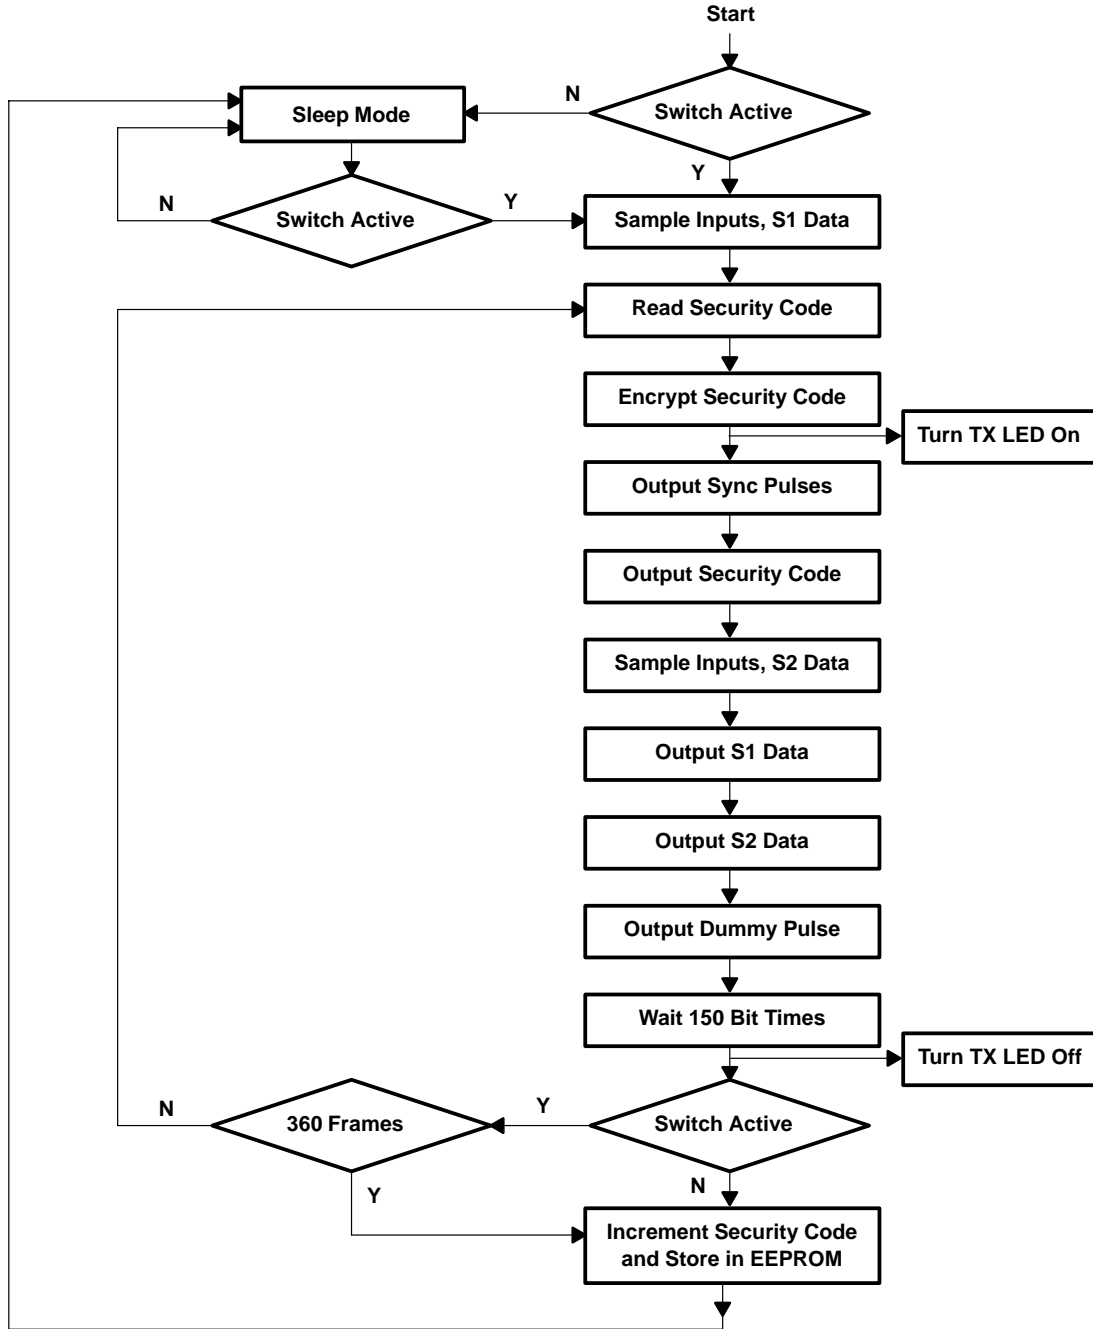 Start
Switch Active
N
Y
Sleep Mode
Switch Active
N
Y
Sample Inputs, S1 Data
Read Security Code
Encrypt Security Code
Turn TX LED On
Output Sync Pulses
Output Security Code
Sample Inputs, S2 Data
Output S1 Data
Output S2 Data
Output Dummy Pulse
Wait 150 Bit Times
Turn TX LED Off
Switch Active
Y
N
360 Frames
N
Y
Increment Security Code
and Store in EEPROM